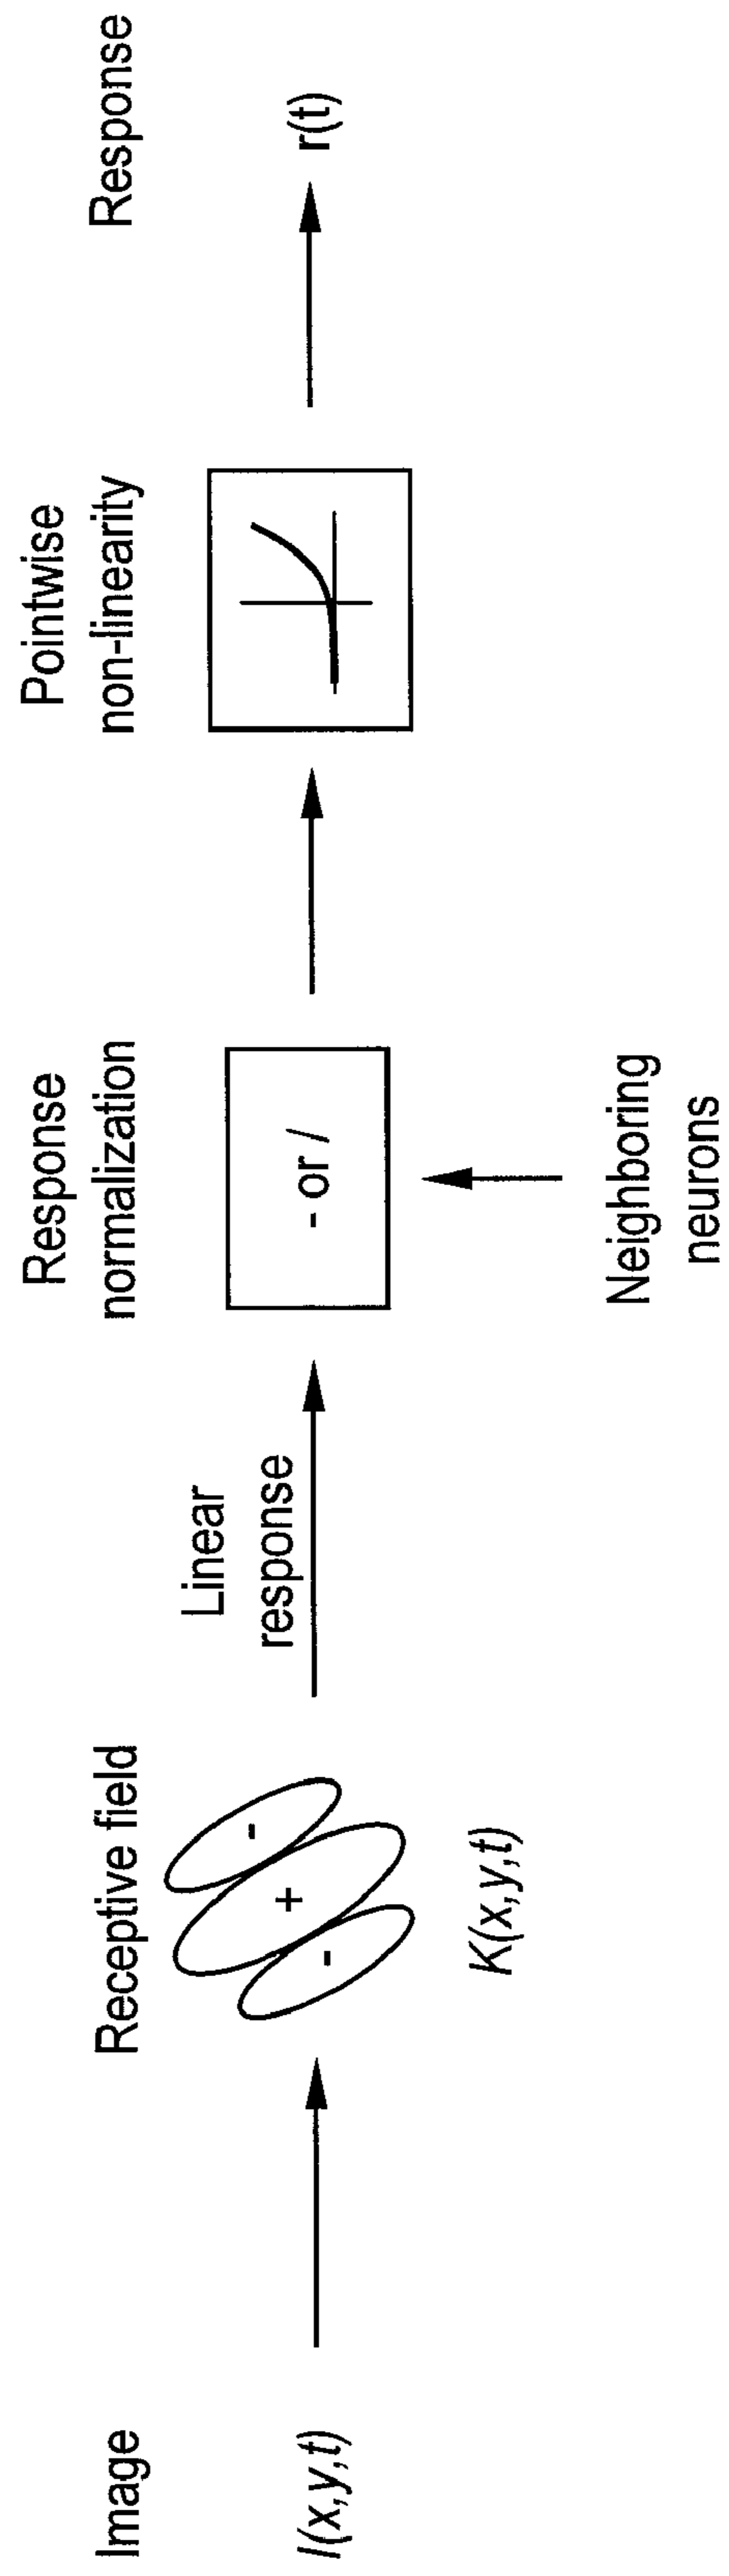 Image
I(x,y,t)
Receptive field
-
+
-
K(x,y,t)
Linear
response
Response
normalization
- or /
Neighboring
neurons
Pointwise
non-linearity
Response
r(t)